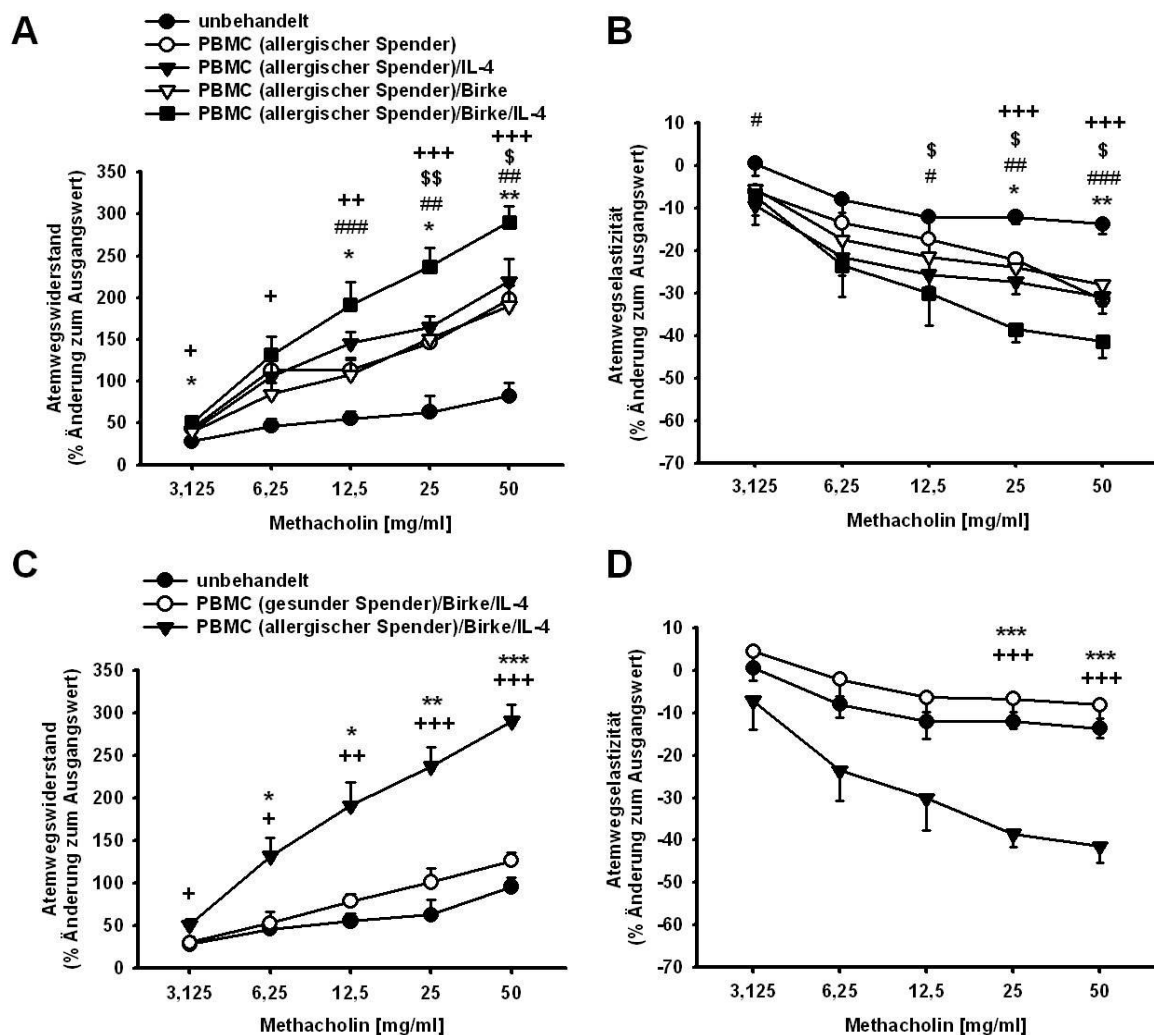 A
unbehandelt
PBMC (allergischer Spender)
PBMC (allergischer Spender)/IL-4
PBMC (allergischer Spender)/Birke
PBMC (allergischer Spender)/Birke/IL-4
Atemwegswiderstand
(% Änderung zum Ausgangswert)
350
300
250
200
150
100
50
0
+
*
+
++
###
*
+++
$$
##
*
+++
$
##
**
3,125 6,25 12,5 25 50
Methacholin [mg/ml]
B
Atemwegselastizität
(% Änderung zum Ausgangswert)
10
0
-10
-20
-30
-40
-50
-60
-70
#
$
#
+++
$
##
*
+++
$
###
**
3,125 6,25 12,5 25 50
Methacholin [mg/ml]
C
unbehandelt
PBMC (gesunder Spender)/Birke/IL-4
PBMC (allergischer Spender)/Birke/IL-4
Atemwegswiderstand
(% Änderung zum Ausgangswert)
350
300
250
200
150
100
50
0
+
*
+
*
++
**
+++
***
+++
3,125 6,25 12,5 25 50
Methacholin [mg/ml]
D
Atemwegselastizität
(% Änderung zum Ausgangswert)
10
0
-10
-20
-30
-40
-50
-60
-70
***
+++
***
+++
3,125 6,25 12,5 25 50
Methacholin [mg/ml]